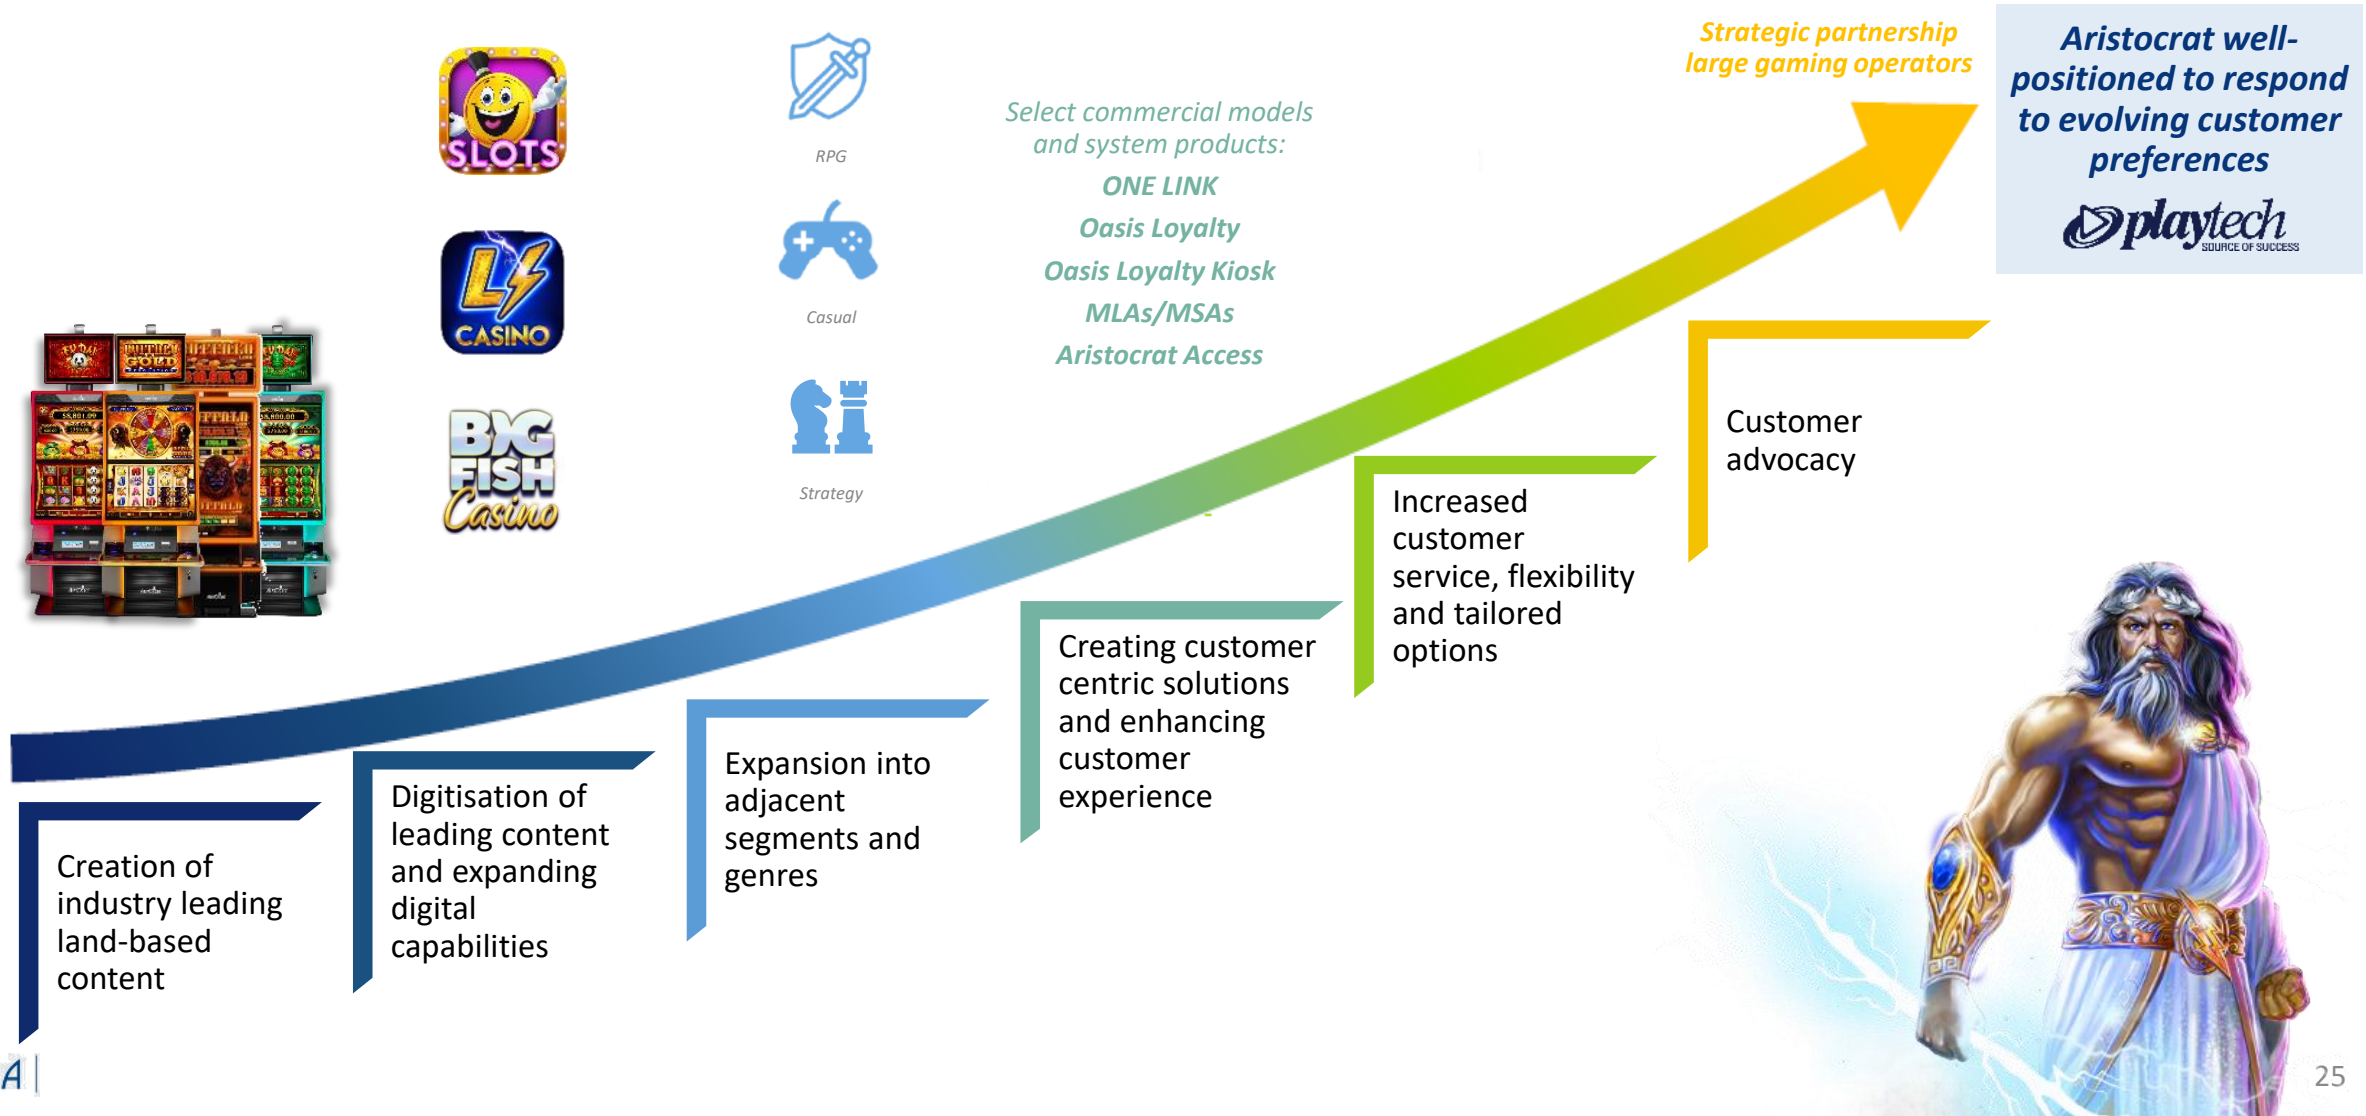 Strategic partnership
large gaming operators
Aristocrat well-
positioned to respond
to evolving customer
preferences
playtech
SOURCE OF SUCCESS
SLOTS
CASINO
BIG
FISH
Casino
RPG
Casual
Strategy
Select commercial models
and system products:
ONE LINK
Oasis Loyalty
Oasis Loyalty Kiosk
MLAs/MSAs
Aristocrat Access
BUFFALO
GOLD
Creation of
industry leading
land-based
content
Digitisation of
leading content
and expanding
digital
capabilities
Expansion into
adjacent
segments and
genres
Creating customer
centric solutions
and enhancing
customer
experience
Increased
customer
service, flexibility
and tailored
options
Customer
advocacy
A
25